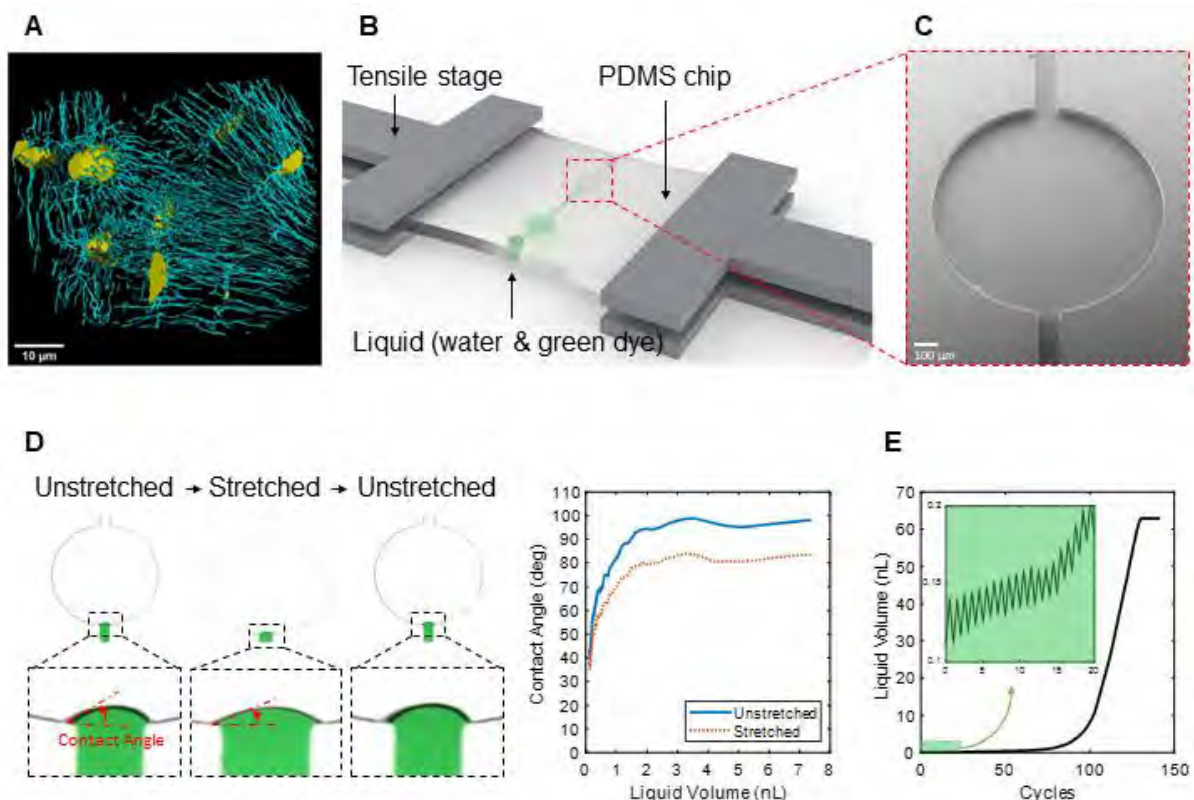 A
B
C
Tensile stage
PDMS chip
Liquid (water & green dye)
10 µm
100 µm
D
E
Unstretched → Stretched → Unstretched
Contact Angle
Contact Angle (deg)
110
100
90
80
70
60
50
40
30
20
10
0
0 1 2 3 4 5 6 7 8
Liquid Volume (nL)
Unstretched
Stretched
Liquid Volume (nL)
70
60
50
40
30
20
10
0
0.2
0.15
0.1
0 5 10 15 20
0 50 100 150
Cycles